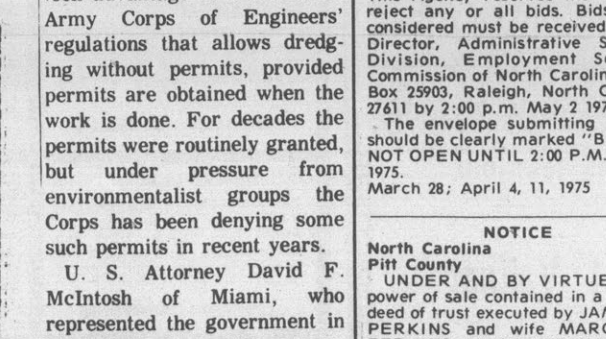 Army Corps of Engineers'
regulations that allows dredg-
ing without permits, provided
permits are obtained when the
work is done. For decades the
permits were routinely granted,
but under pressure from
environmentalist groups the
Corps has been denying some
such permits in recent years.
U. S. Attorney David F.
McIntosh of Miami, who
represented the government in
reject any or all bids. Bids
considered must be received
Director, Administrative S
Division, Employment Se
Commission of North Carolin
Box 25903, Raleigh, North C
27611 by 2:00 p.m. May 2 197
The envelope submitting
should be clearly marked "B
NOT OPEN UNTIL 2:00 P.M.
1975.
March 28; April 4, 11, 1975
NOTICE
North Carolina
Pitt County
UNDER AND BY VIRTUE
power of sale contained in a
deed of trust executed by JA
PERKINS and wife MARG